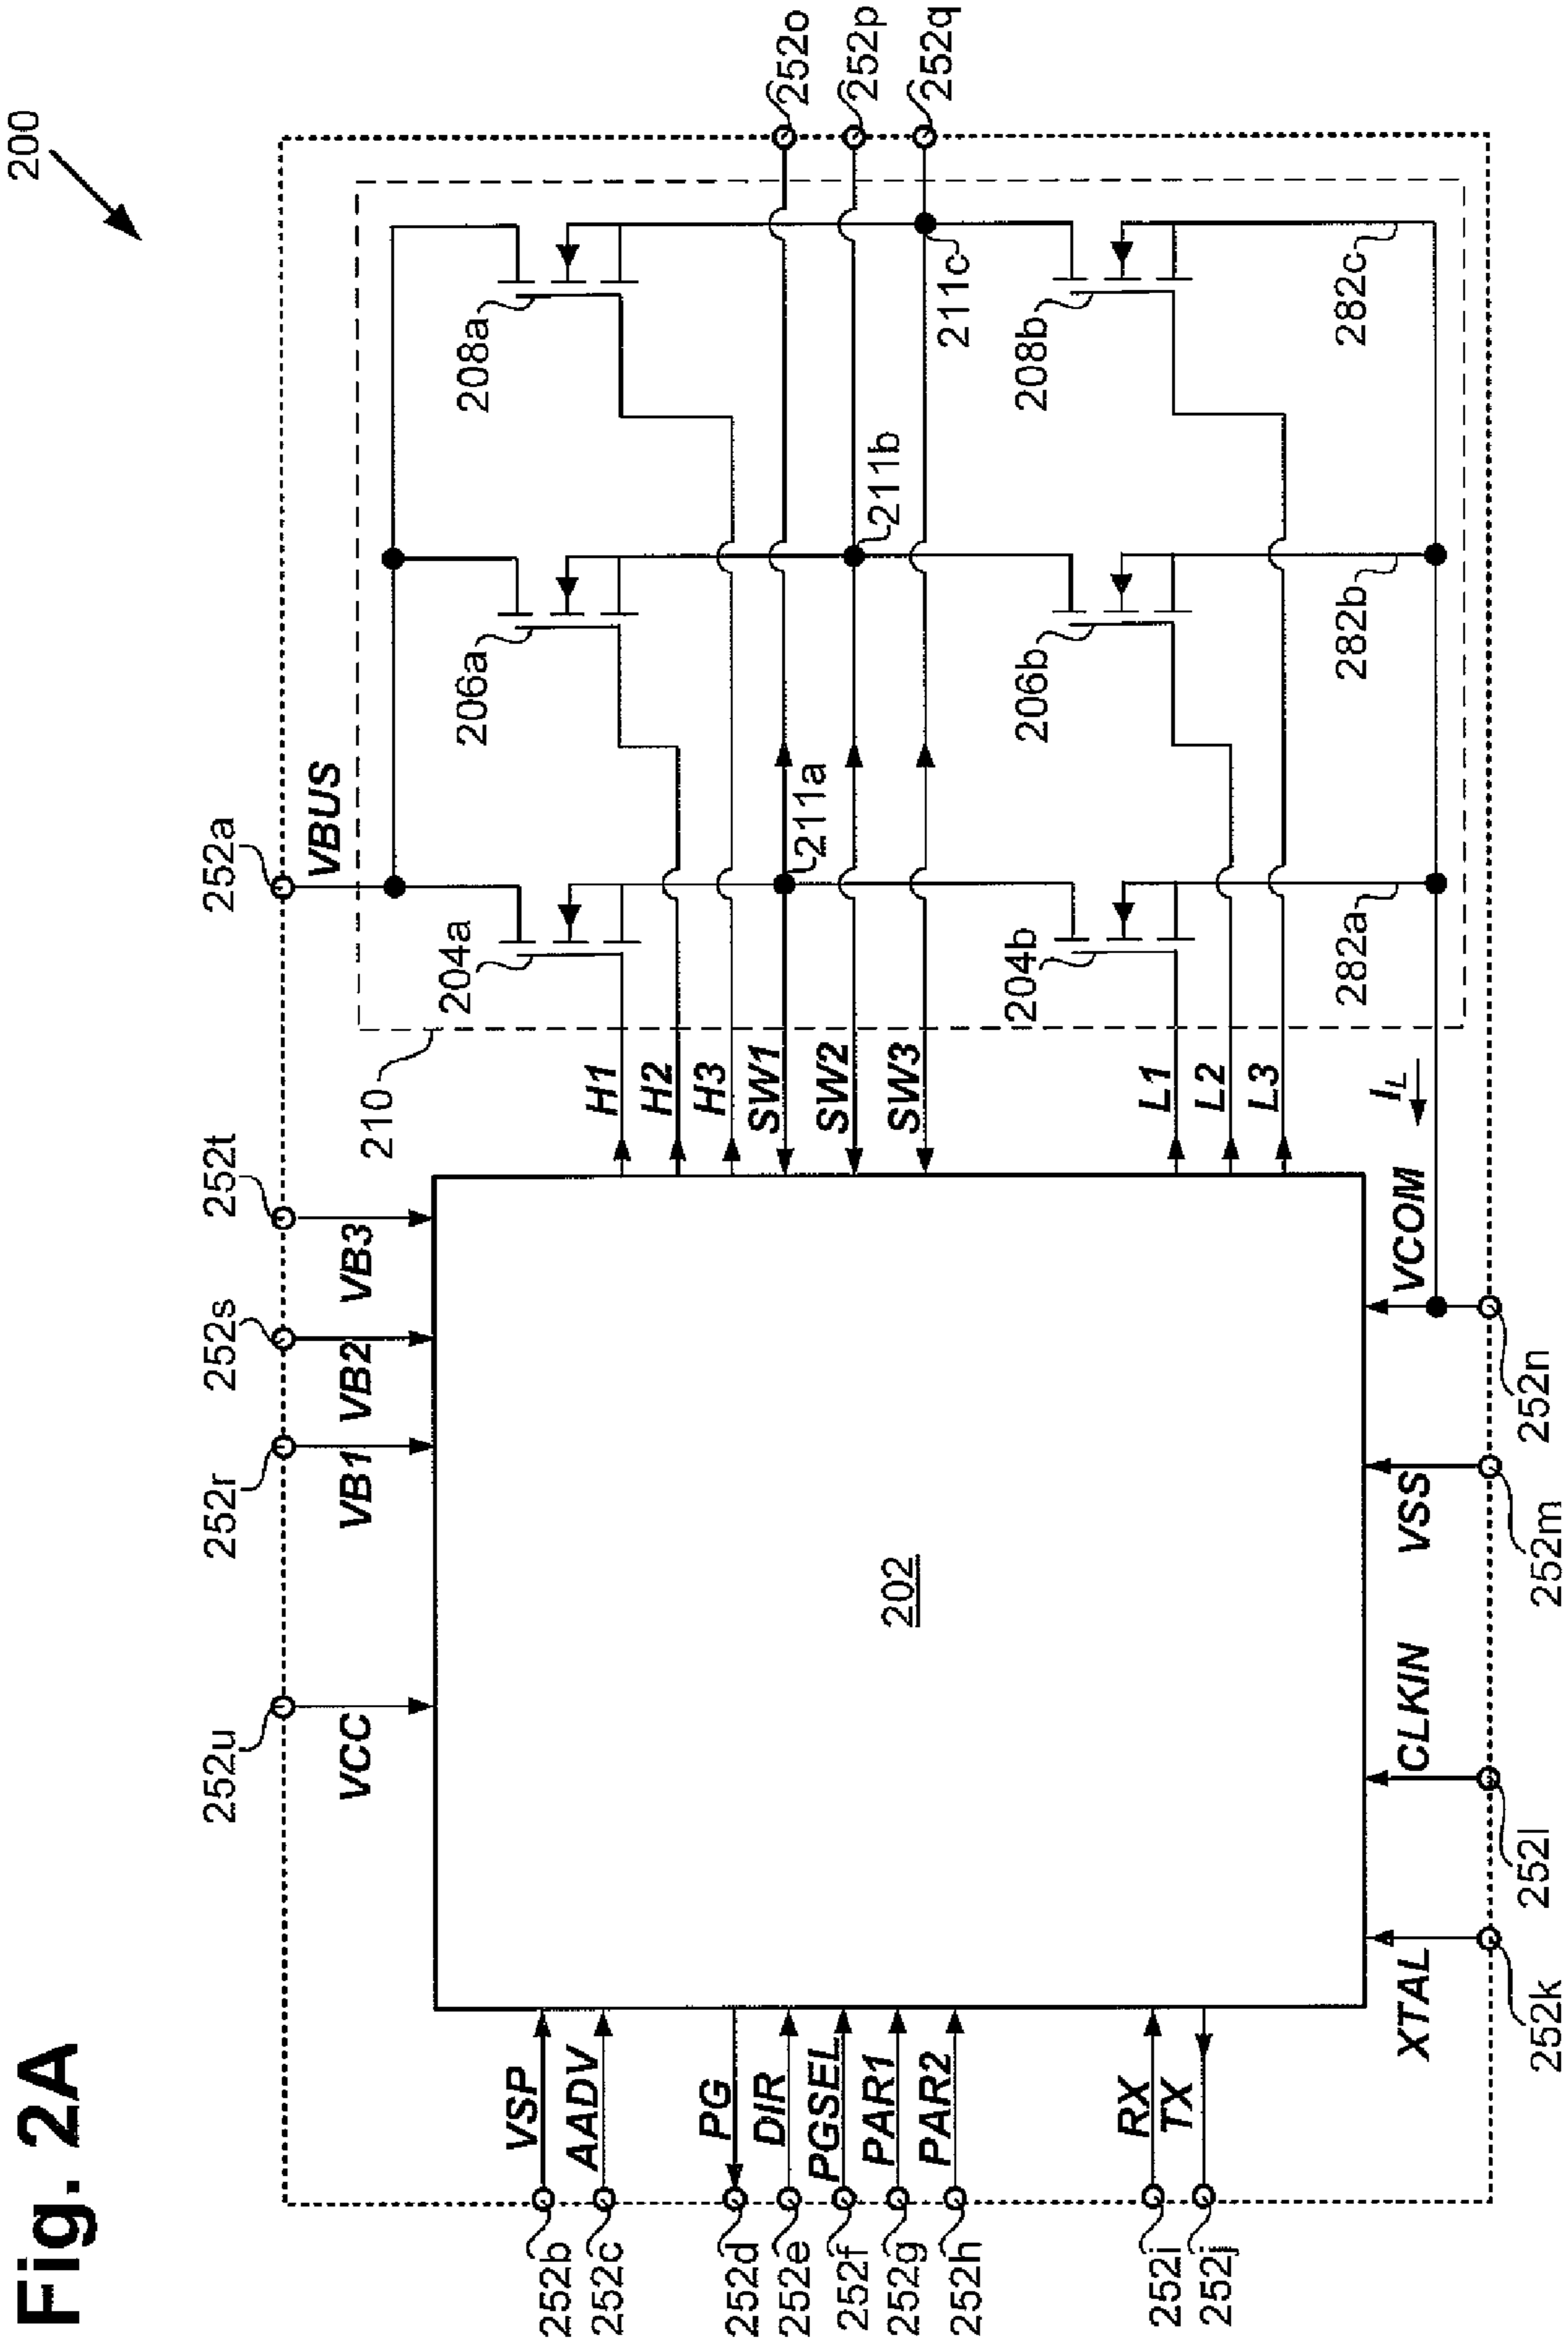 Fig. 2A
200
252u
252r
252s
252t
252a
VCC
VB1
VB2
VB3
VBUS
210
204a
206a
208a
252b
VSP
252c
AADV
252d
PG
252e
DIR
252f
PGSEL
252g
PAR1
252h
PAR2
252i
RX
252j
TX
202
H1
H2
H3
SW1
SW2
SW3
L1
L2
L3
211a
211b
211c
252o
252p
252q
204b
206b
208b
282a
282b
282c
IL
XTAL
CLKIN
VSS
VCOM
252k
252l
252m
252n